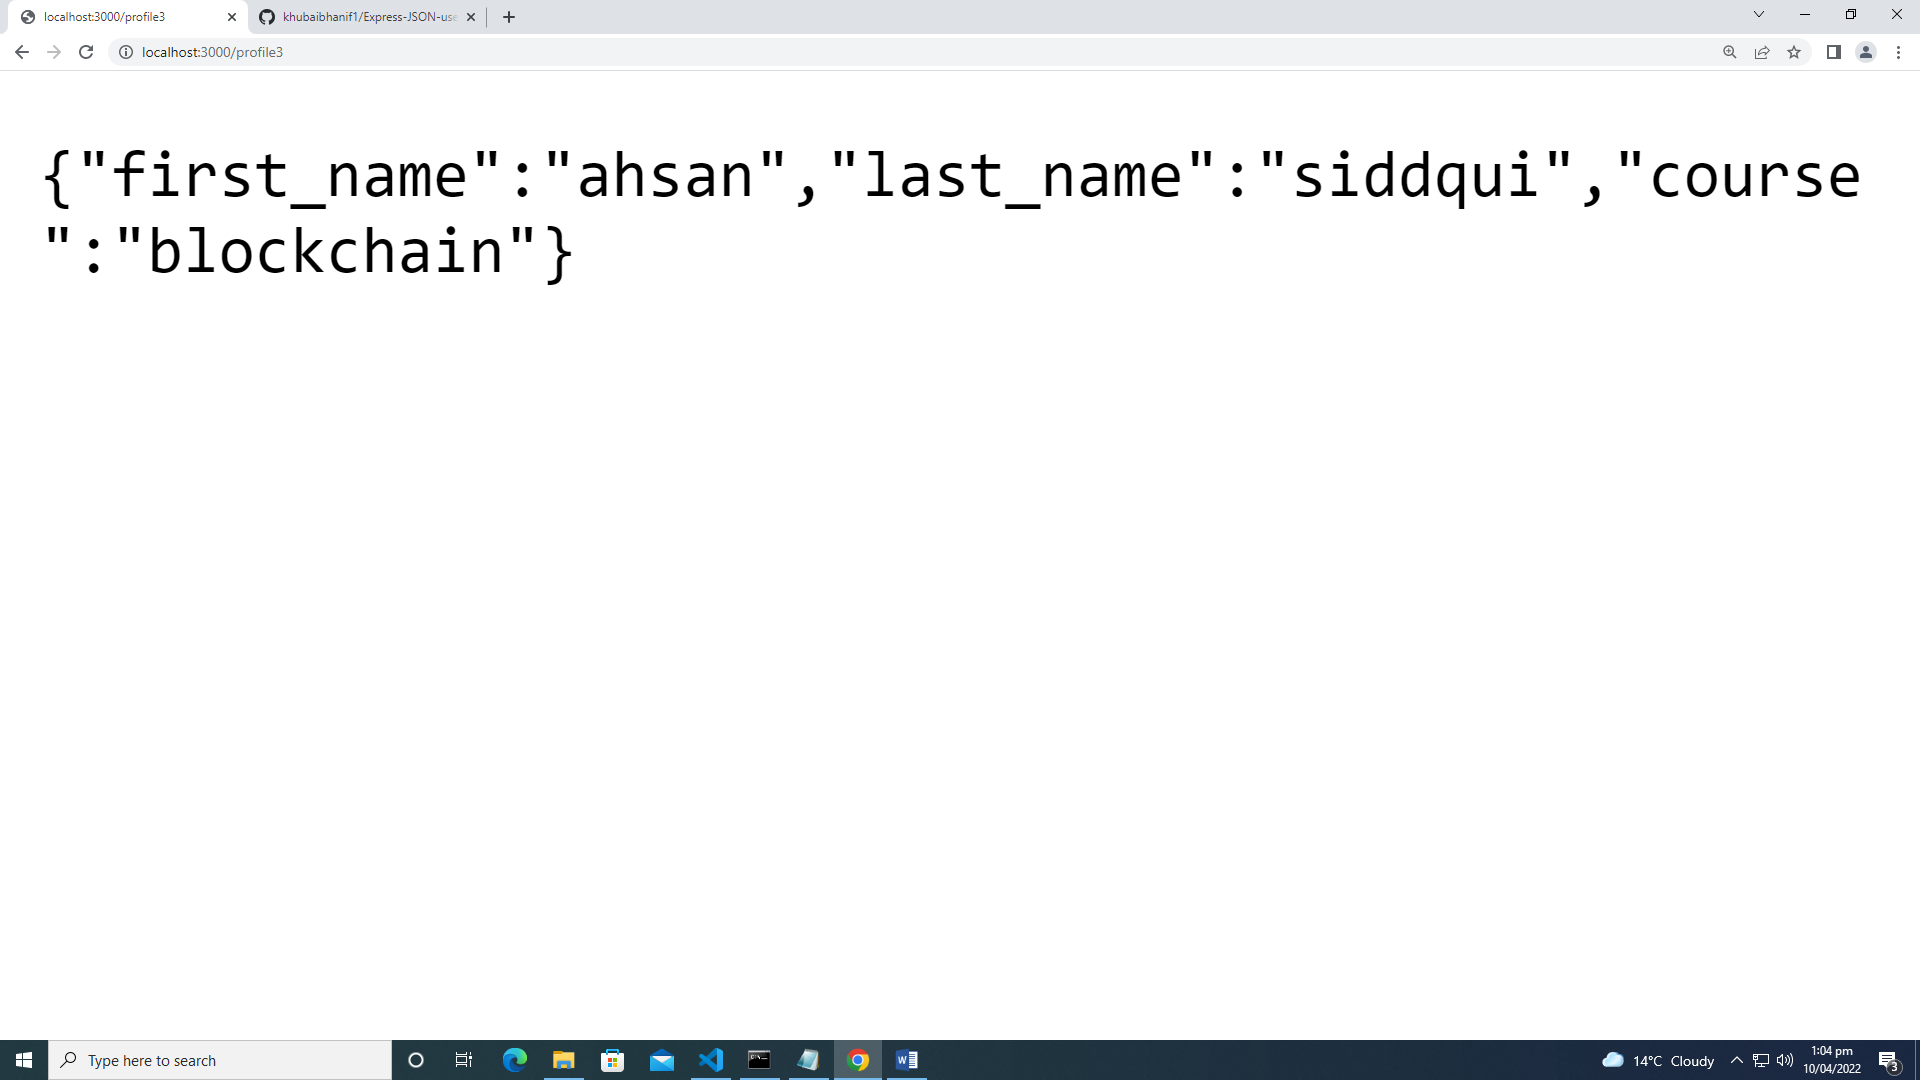 localhost:3000/profile3
khubaibhanif1/Express-JSON-use
localhost:3000/profile3
{"first_name":"ahsan","last_name":"siddqui","course
":"blockchain"}
Type here to search
14°C Cloudy
1:04 pm
10/04/2022
3